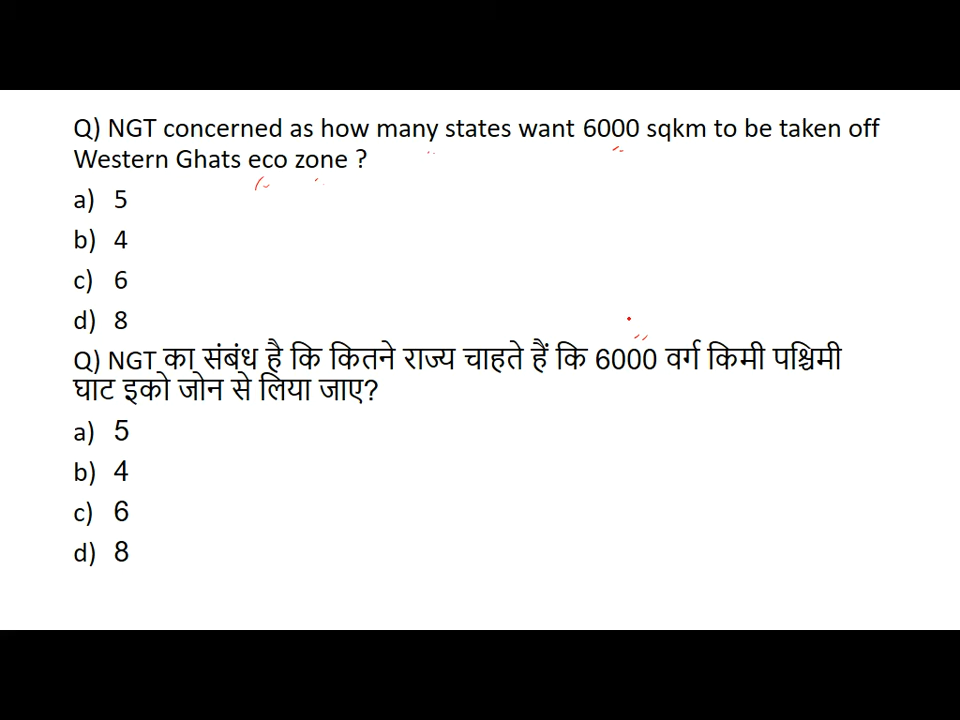 Q) NGT concerned as how many states want 6000 sqkm to be taken off
Western Ghats eco zone ?
a) 5
b) 4
c) 6
d) 8
Q) NGT का संबंध है कि कितने राज्य चाहते हैं कि 6000 वर्ग किमी पश्चिमी
घाट इको जोन से लिया जाए?
a) 5
b) 4
c) 6
d) 8